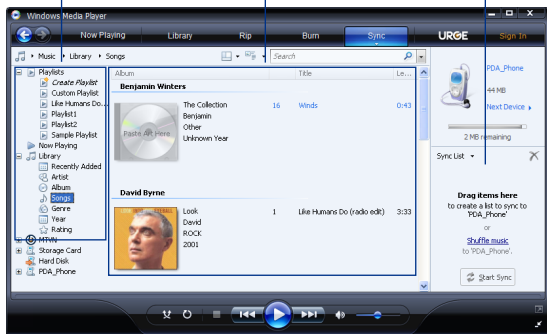 Windows Media Player
Now Playing Library Rip Burn Sync URGE Sign In
Music Library Songs Search
Playlists
Create Playlist
Custom Playlist
Like Humans Do...
Playlist1
Playlist2
Sample Playlist
Now Playing
Library
Recently Added
Artist
Album
Songs
Genre
Year
Rating
MTVN
Storage Card
Hard Disk
PDA_Phone
Album Title Le...
Benjamin Winters
Paste Art Here
The Collection 16 Winds 0:43
Benjamin
Other
Unknown Year
David Byrne
Look 1 Like Humans Do (radio edit) 3:33
David
ROCK
2001
PDA_Phone
44 MB
Next Device
2 MB remaining
Sync List
Drag items here
to create a list to sync to
'PDA_Phone'
or
Shuffle music
to 'PDA_Phone'.
Start Sync